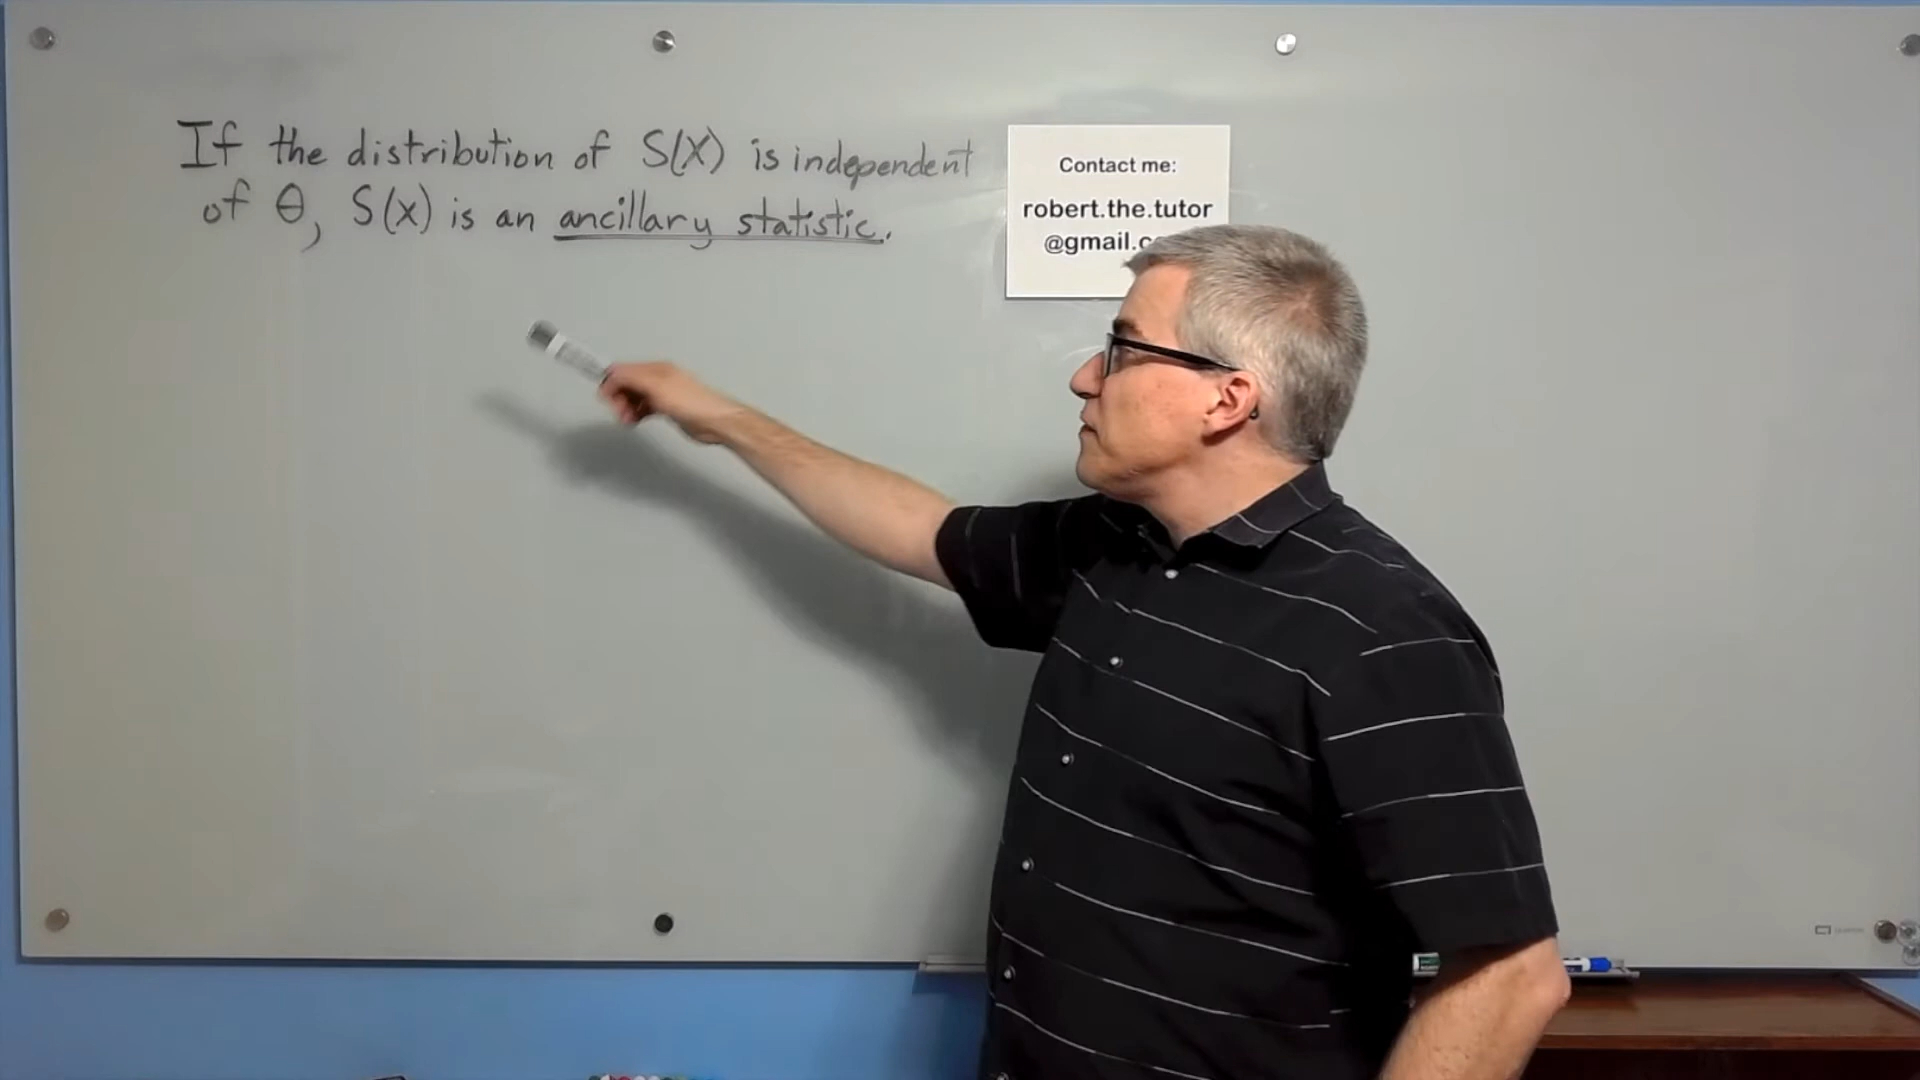 If the distribution of S(X) is independent
of θ, S(x) is an ancillary statistic.
Contact me:
robert.the.tutor
@gmail.c